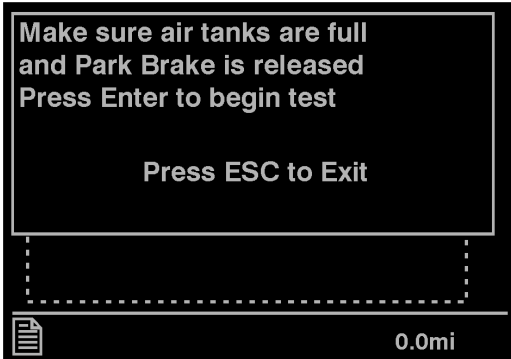 Make sure air tanks are full
and Park Brake is released
Press Enter to begin test
Press ESC to Exit
0.0mi